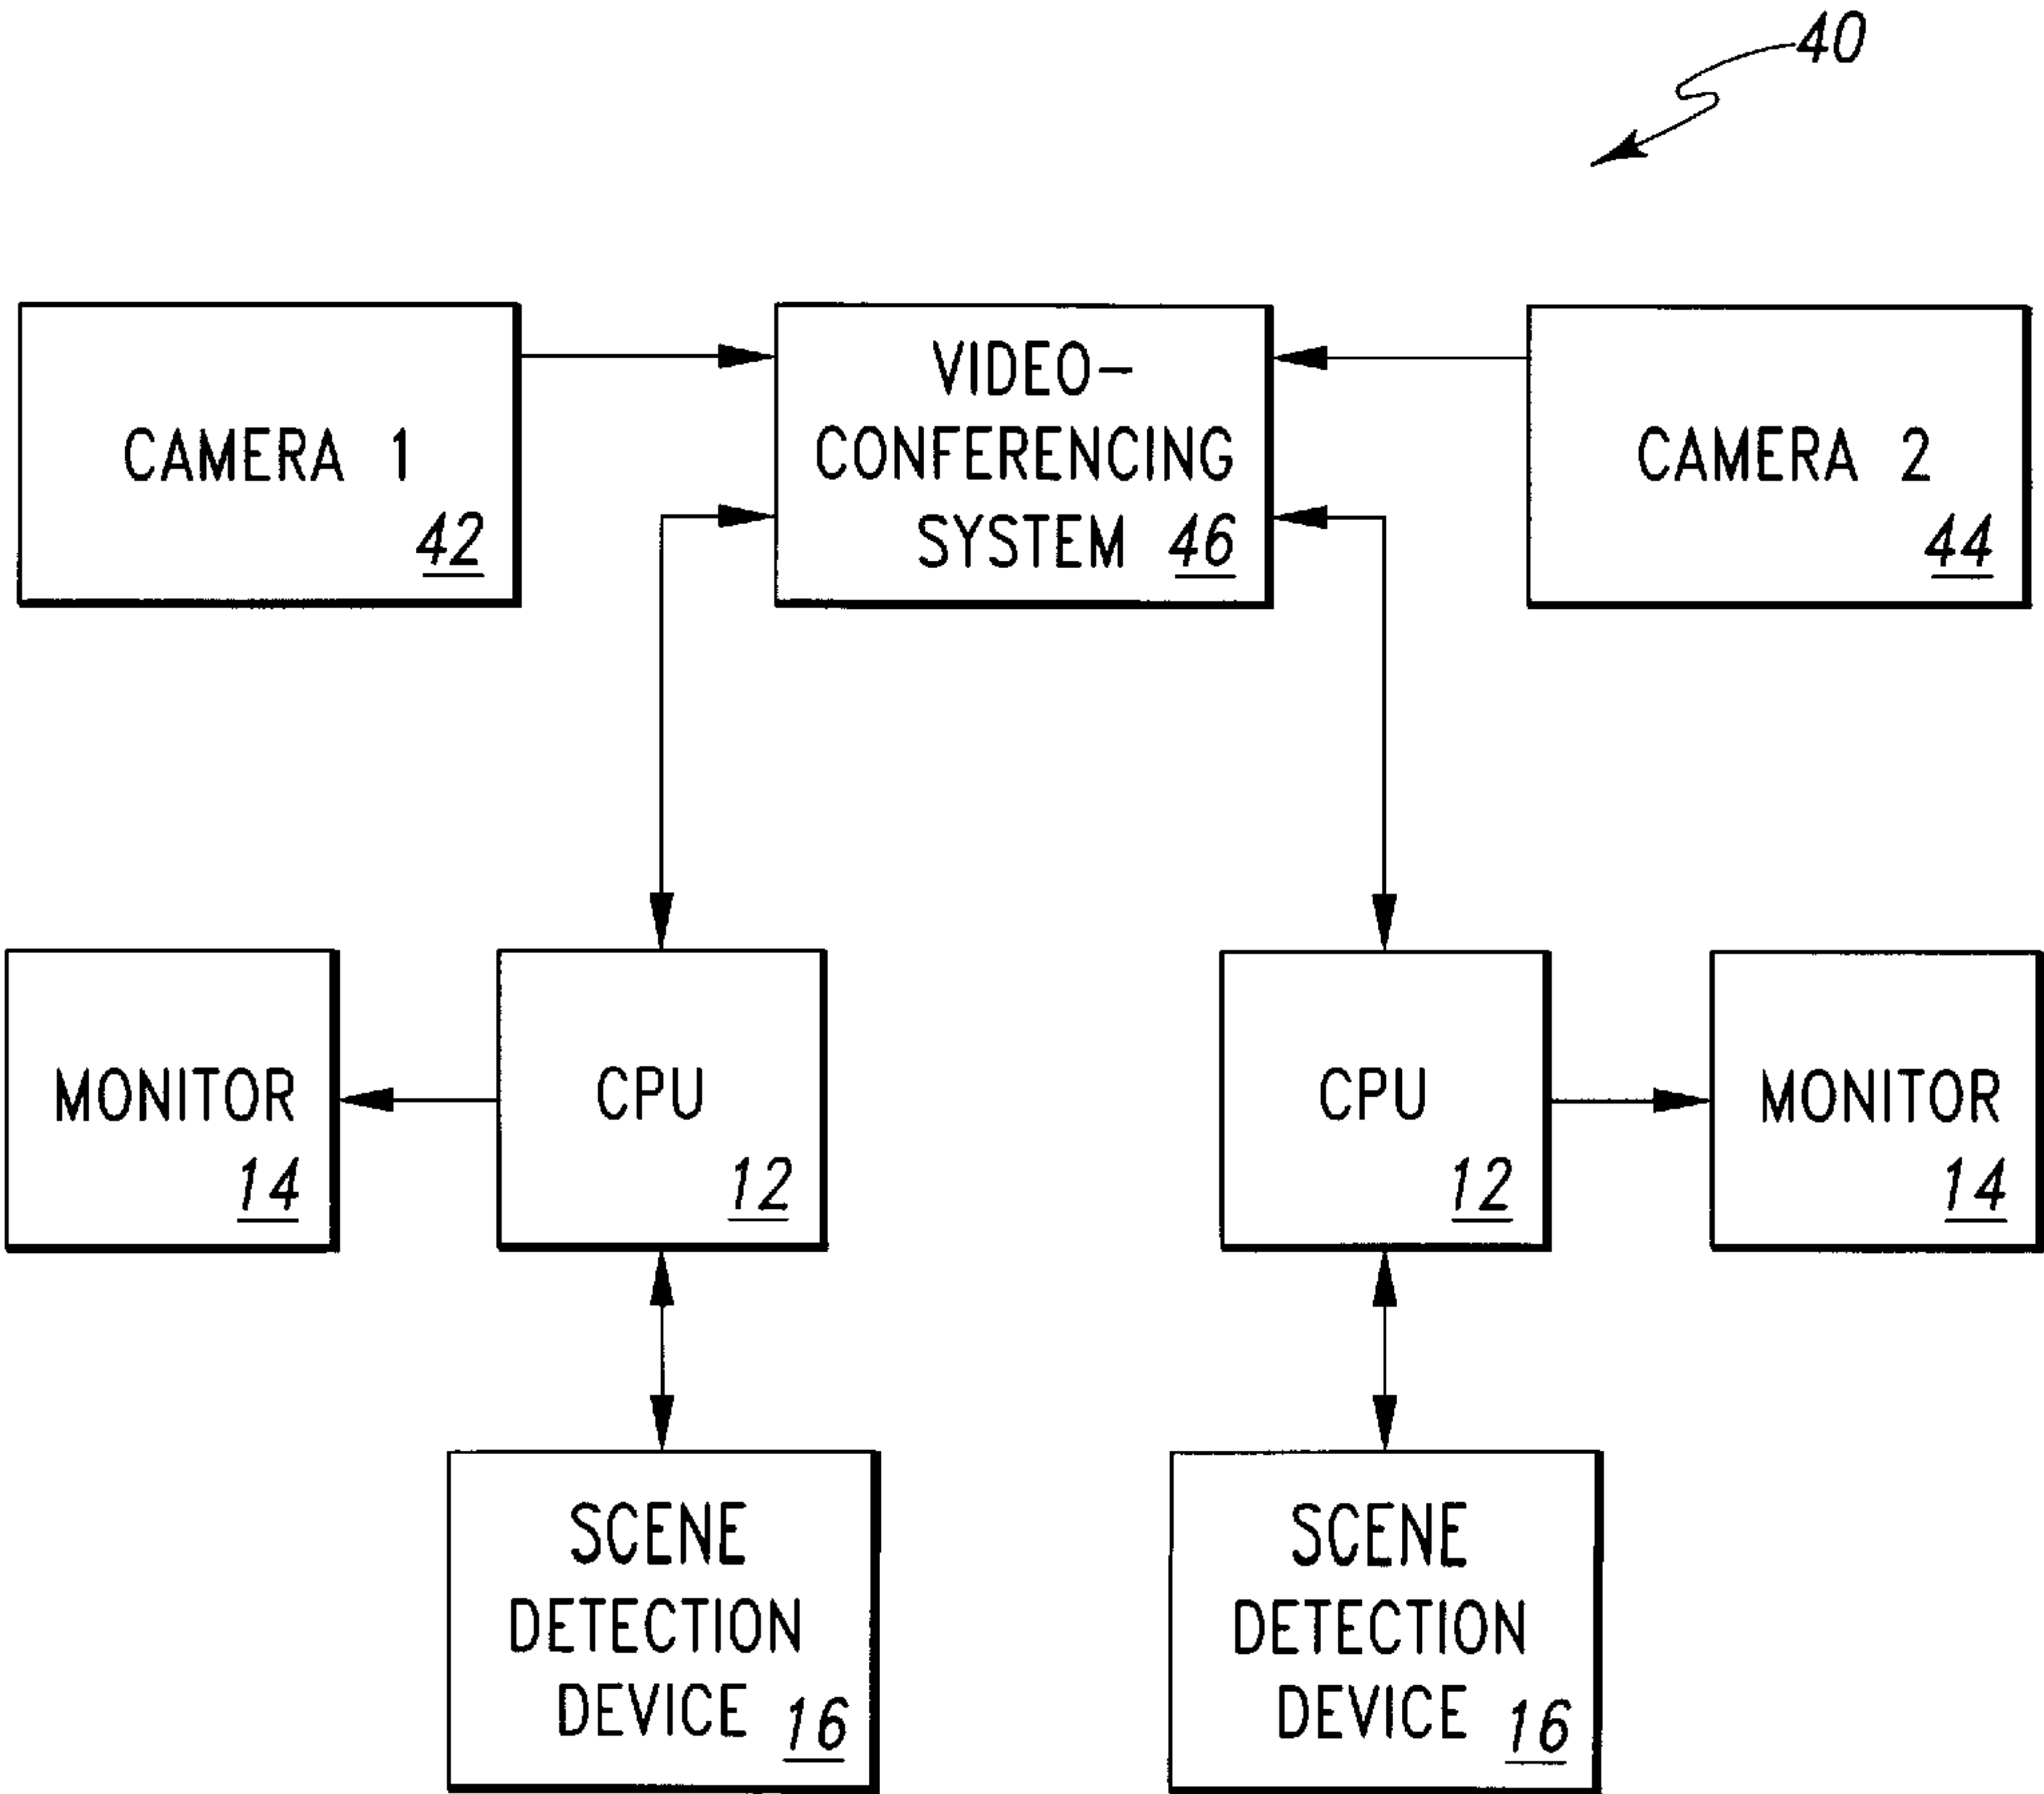 40
CAMERA 1
42
VIDEO-
CONFERENCING
SYSTEM 46
CAMERA 2
44
MONITOR
14
CPU
12
CPU
12
MONITOR
14
SCENE
DETECTION
DEVICE 16
SCENE
DETECTION
DEVICE 16